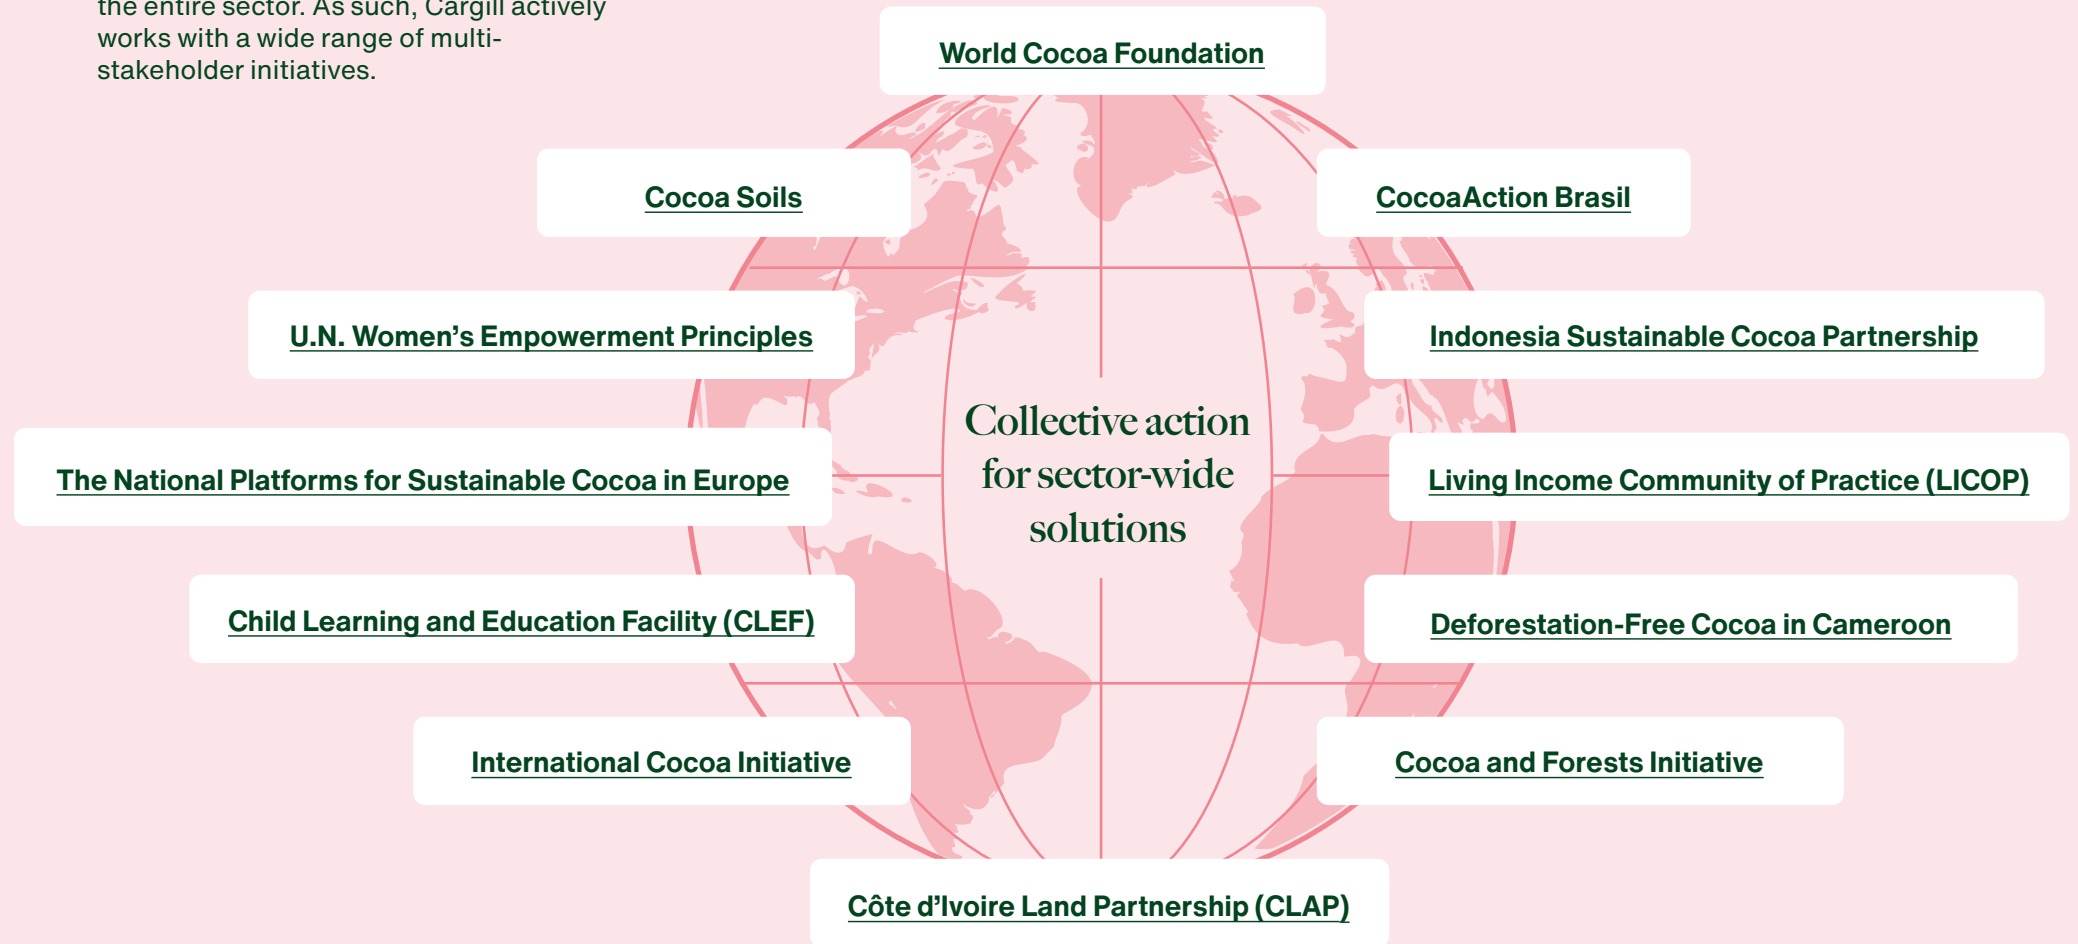 the entire sector. As such, Cargill actively
works with a wide range of multi-
stakeholder initiatives.
World Cocoa Foundation
Cocoa Soils
CocoaAction Brasil
U.N. Women’s Empowerment Principles
Indonesia Sustainable Cocoa Partnership
Collective action
for sector-wide
solutions
The National Platforms for Sustainable Cocoa in Europe
Living Income Community of Practice (LICOP)
Child Learning and Education Facility (CLEF)
Deforestation-Free Cocoa in Cameroon
International Cocoa Initiative
Cocoa and Forests Initiative
Côte d’Ivoire Land Partnership (CLAP)